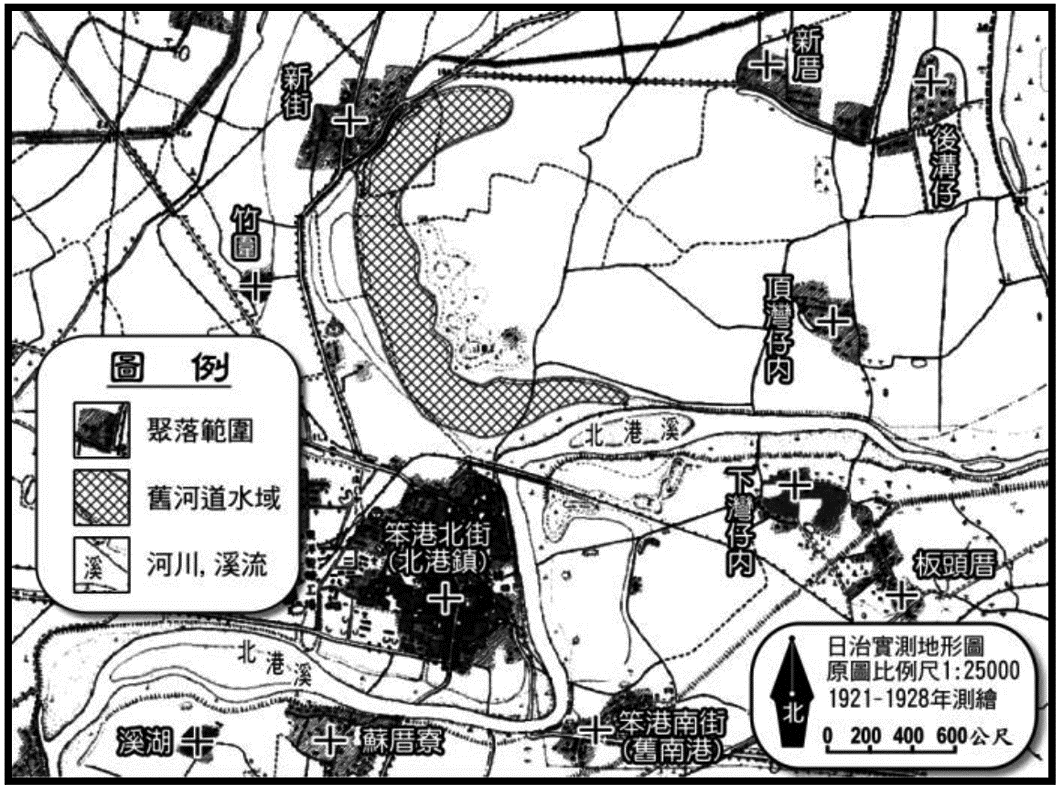 新街
新厝
後溝仔
竹圍
頂灣仔内
圖 例
聚落範圍
舊河道水域
溪
河川, 溪流
北港溪
下灣仔内
笨港北街
(北港鎮)
板頭厝
北港溪
溪湖
蘇厝寮
笨港南街
(舊南港)
日治實測地形圖
原圖比例尺1:25000
1921-1928年測繪
北
0 200 400 600公尺